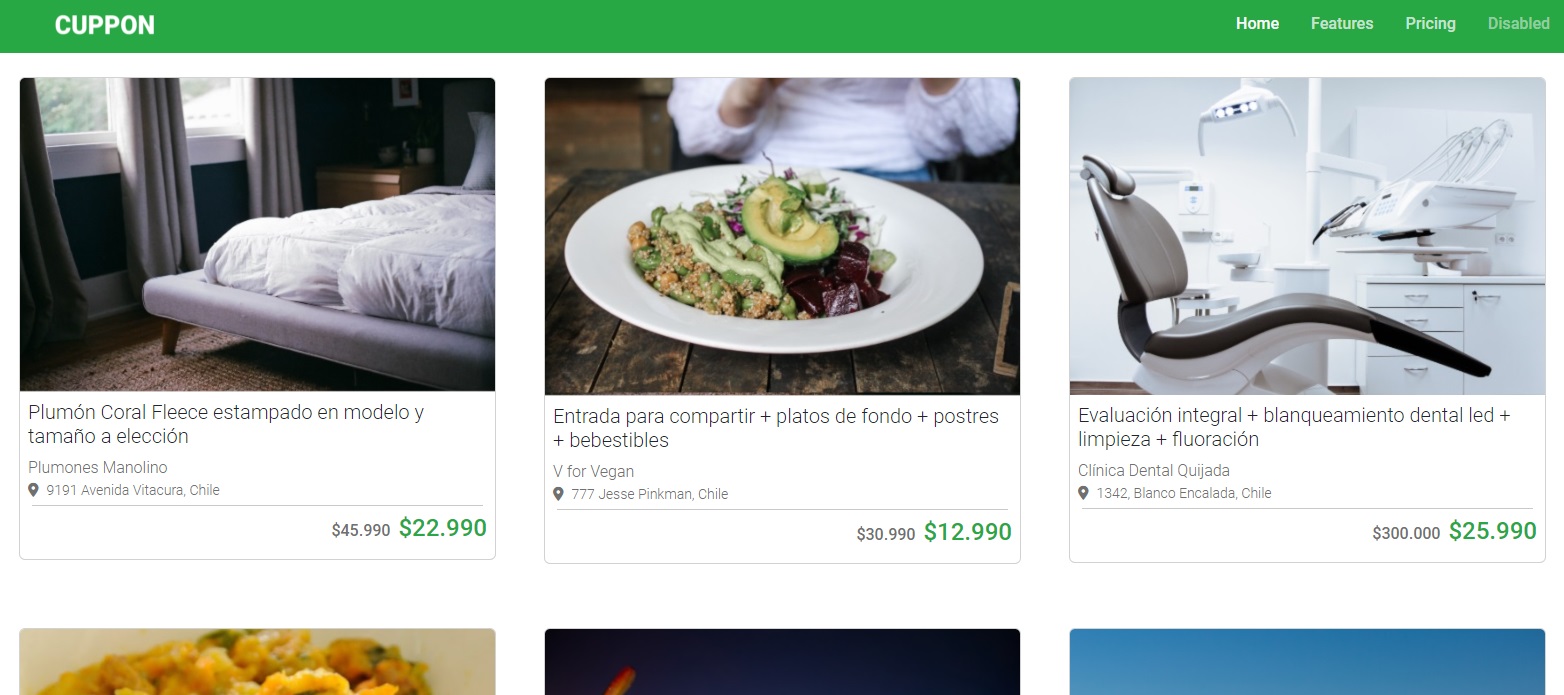 CUPPON
Home Features Pricing Disabled
Plumón Coral Fleece estampado en modelo y
tamaño a elección
Plumones Manolino
9191 Avenida Vitacura, Chile
$45.990 $22.990
Entrada para compartir + platos de fondo + postres
+ bebestibles
V for Vegan
777 Jesse Pinkman, Chile
$30.990 $12.990
Evaluación integral + blanqueamiento dental led +
limpieza + fluoración
Clínica Dental Quijada
1342, Blanco Encalada, Chile
$300.000 $25.990